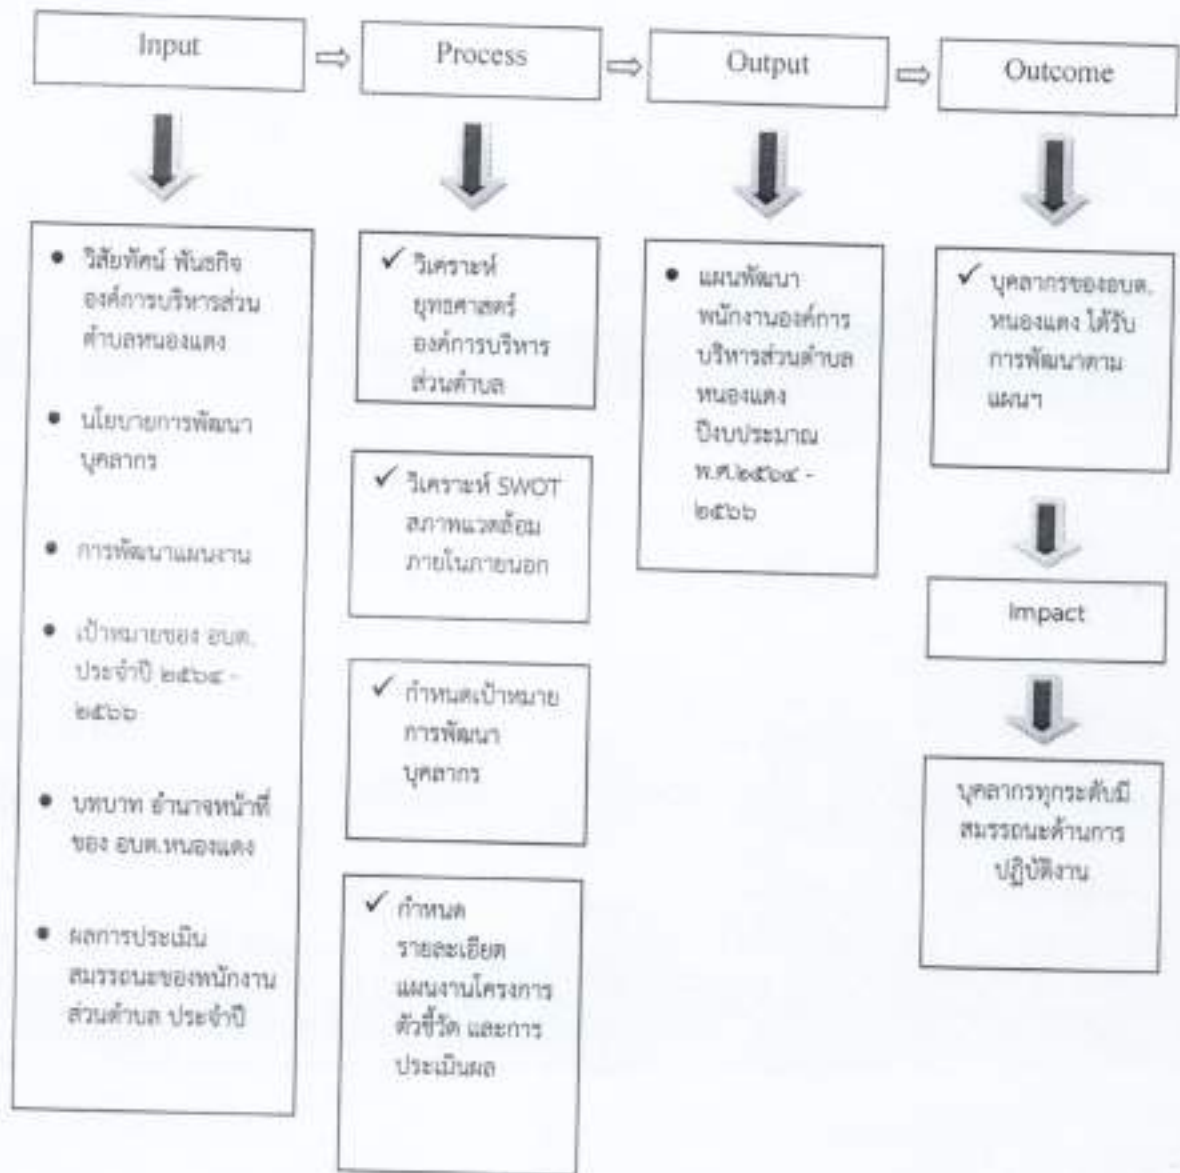 Input
Process
Output
Outcome
• วิสัยทัศน์ พันธกิจ
องค์การบริหารส่วน
ตำบลหนองแดง
• นโยบายการพัฒนา
บุคลากร
• การพัฒนาแผนงาน
• เป้าหมายของ อบต.
ประจำปี ๒๕๖๔ -
๒๕๖๖
• บทบาท อำนาจหน้าที่
ของ อบต.หนองแดง
• ผลการประเมิน
สมรรถนะของพนักงาน
ส่วนตำบล ประจำปี
✓ วิเคราะห์
ยุทธศาสตร์
องค์การบริหาร
ส่วนตำบล
✓ วิเคราะห์ SWOT
สภาพแวดล้อม
ภายในภายนอก
✓ กำหนดเป้าหมาย
การพัฒนา
บุคลากร
✓ กำหนด
รายละเอียด
แผนงานโครงการ
ตัวชี้วัด และการ
ประเมินผล
• แผนพัฒนา
พนักงานองค์การ
บริหารส่วนตำบล
หนองแดง
ปีงบประมาณ
พ.ศ.๒๕๖๔ -
๒๕๖๖
✓ บุคลากรของอบต.
หนองแดง ได้รับ
การพัฒนาตาม
แผนฯ
Impact
บุคลากรทุกระดับมี
สมรรถนะด้านการ
ปฏิบัติงาน